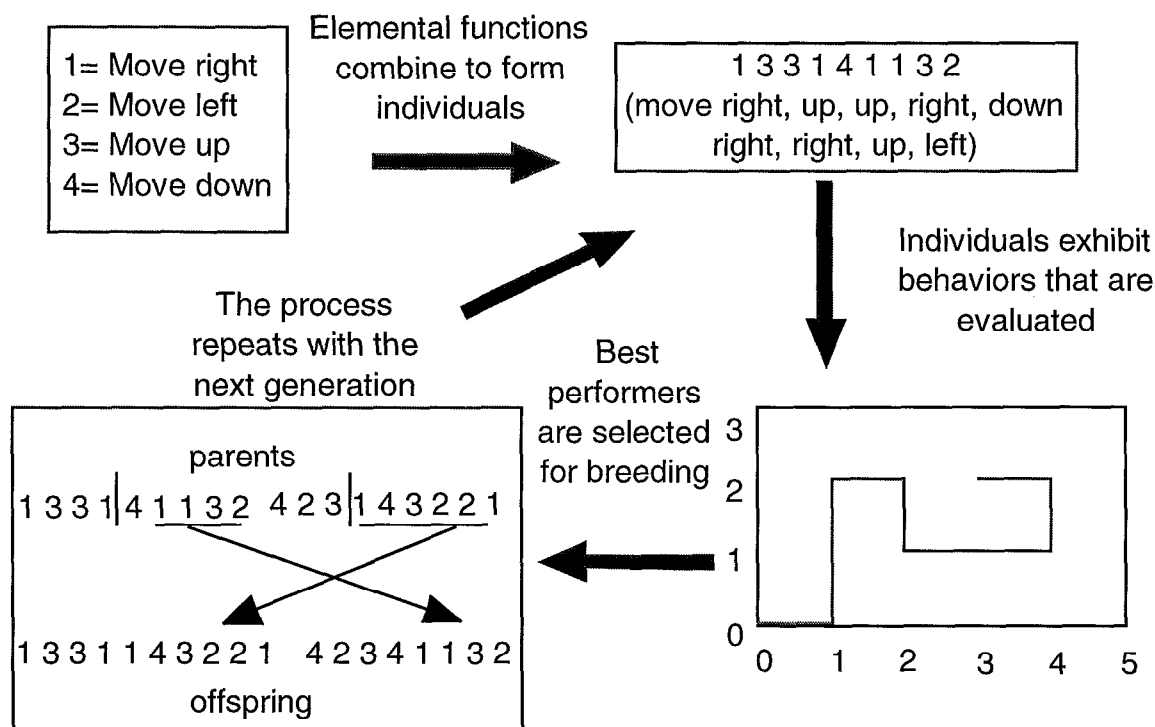 1= Move right
2= Move left
3= Move up
4= Move down
Elemental functions
combine to form
individuals
1 3 3 1 4 1 1 3 2
(move right, up, up, right, down
right, right, up, left)
Individuals exhibit
behaviors that are
evaluated
The process
repeats with the
next generation
Best
performers
are selected
for breeding
parents
1 3 3 1 4 1 1 3 2 4 2 3 1 4 3 2 2 1
1 3 3 1 1 4 3 2 2 1 4 2 3 4 1 1 3 2
offspring
3
2
1
0
0 1 2 3 4 5